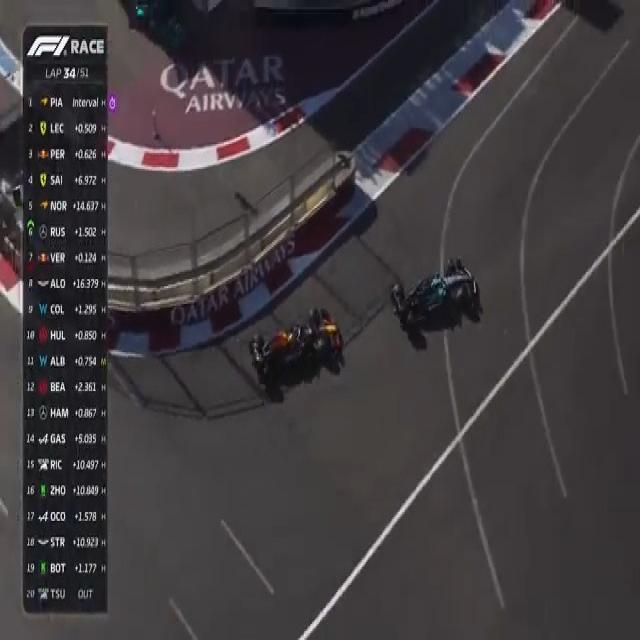 F1 RACE
LAP 34/51
1 PIA Interval H
2 LEC +0.509 H
3 PER +0.626 H
4 SAI +6.972 H
5 NOR +14.637 H
6 RUS +1.502 H
7 VER +0.124 H
8 ALO +16.379 H
9 COL +1.295 H
10 HUL +0.850 H
11 ALB +0.754 M
12 BEA +2.361 H
13 HAM +0.867 H
14 GAS +5.035 H
15 RIC +10.497 H
16 ZHO +10.849 H
17 OCO +1.578 H
18 STR +10.923 H
19 BOT +1.177 H
20 TSU OUT
QATAR
AIRWAYS
QATAR AIRWAYS